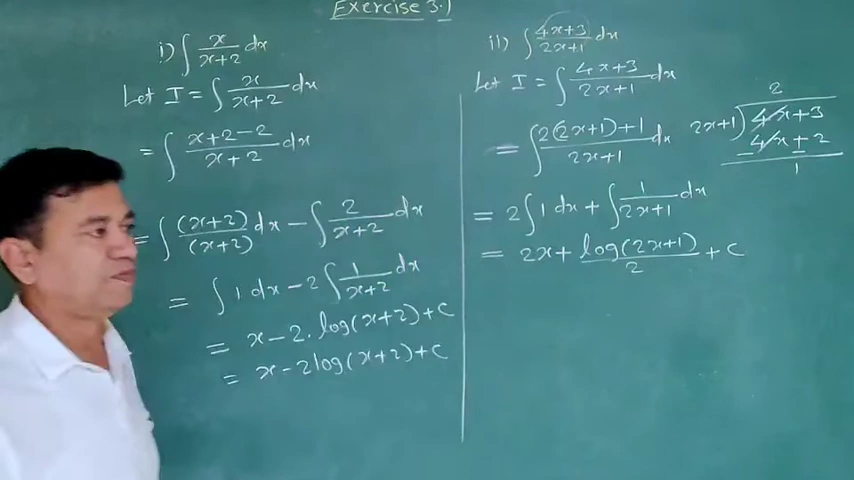 Exercise 3.1
i) ∫ x/(x+2) dx
Let I = ∫ x/(x+2) dx
= ∫ (x+2-2)/(x+2) dx
= ∫ (x+2)/(x+2) dx - ∫ 2/(x+2) dx
= ∫ 1 dx - 2 ∫ 1/(x+2) dx
= x - 2. log(x+2) + c
= x - 2 log(x+2) + c
ii) ∫ (4x+3)/(2x+1) dx
Let I = ∫ (4x+3)/(2x+1) dx
= ∫ (2(2x+1)+1)/(2x+1) dx
= 2 ∫ 1 dx + ∫ 1/(2x+1) dx
= 2x + log(2x+1)/2 + c
2
2x+1) 4x+3
- 4x ± 2
1